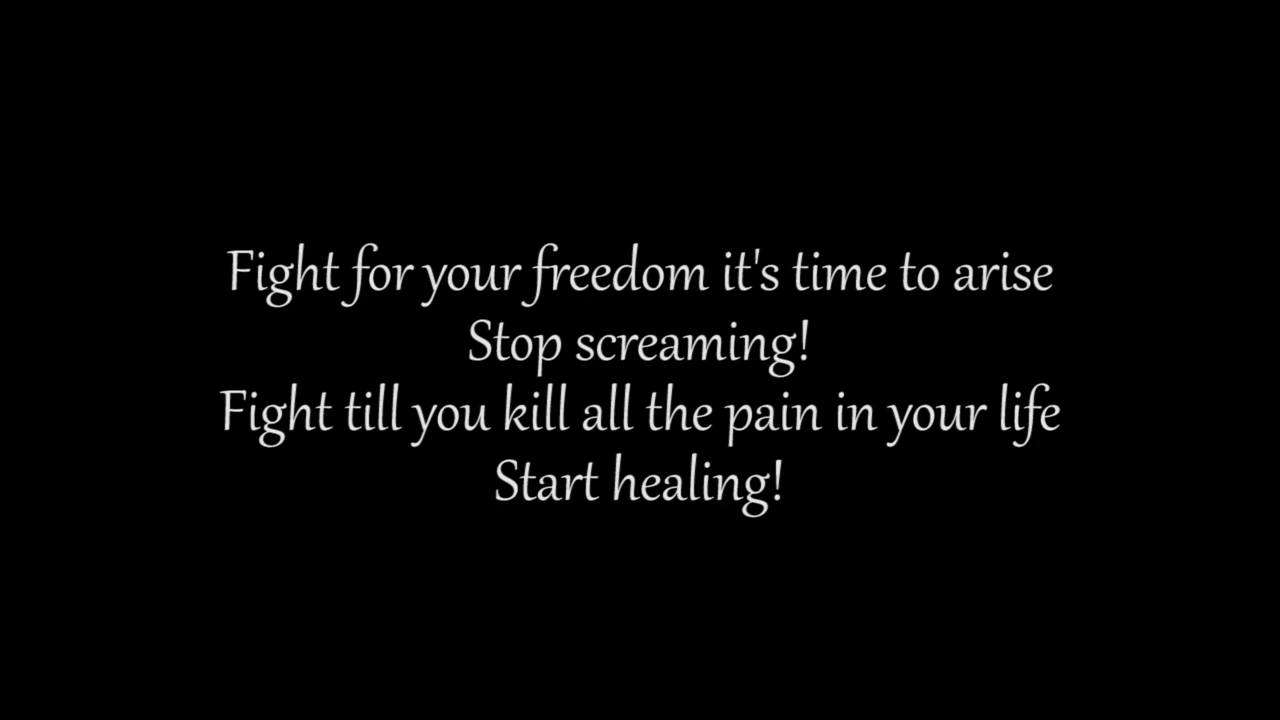 Fight for your freedom it's time to arise
Stop screaming!
Fight till you kill all the pain in your life
Start healing!